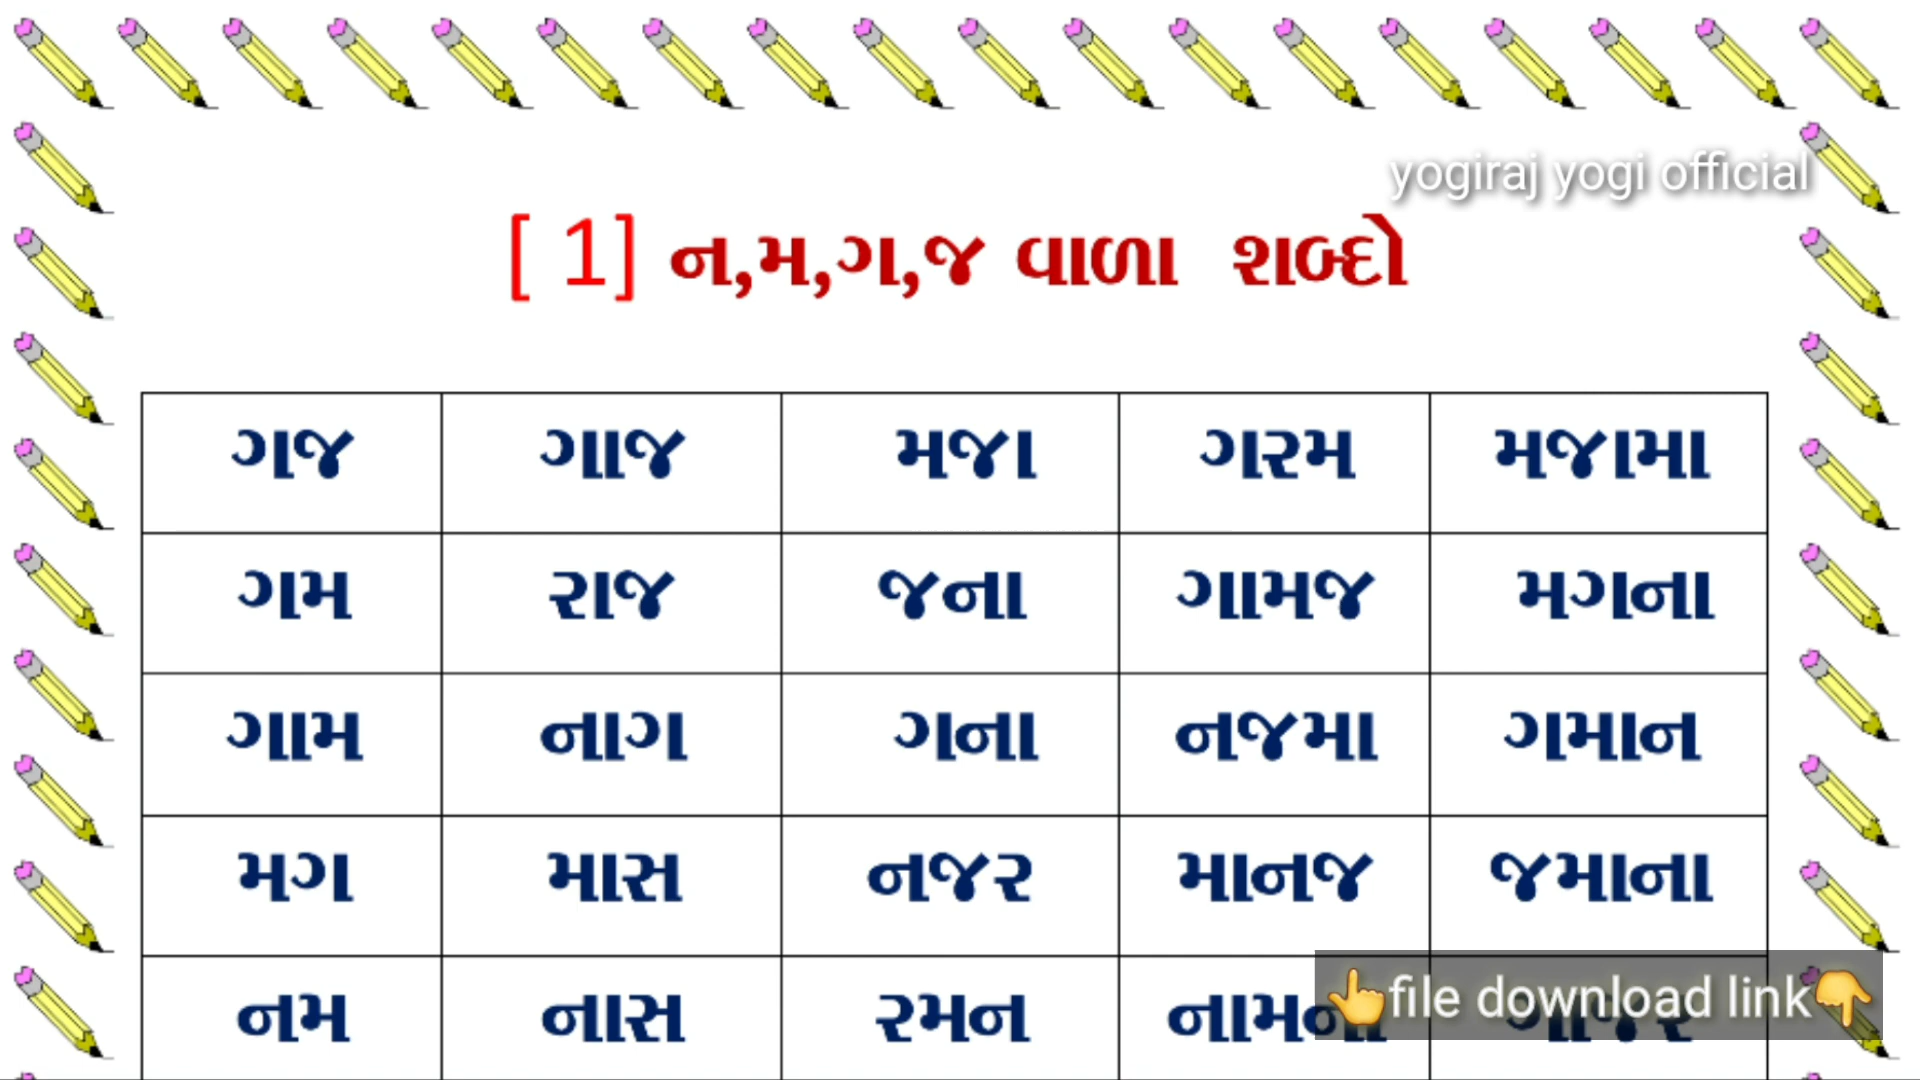 yogiraj yogi official
[ 1] ન,મ,ગ,જ વાળા શબ્દો
ગજ ગાજ મજા ગરમ મજામા
ગમ રાજ જના ગામજ મગના
ગામ નાગ ગના નજમા ગમાન
મગ માસ નજર માનજ જમાના
નમ નાસ રમન
👆file download link👇